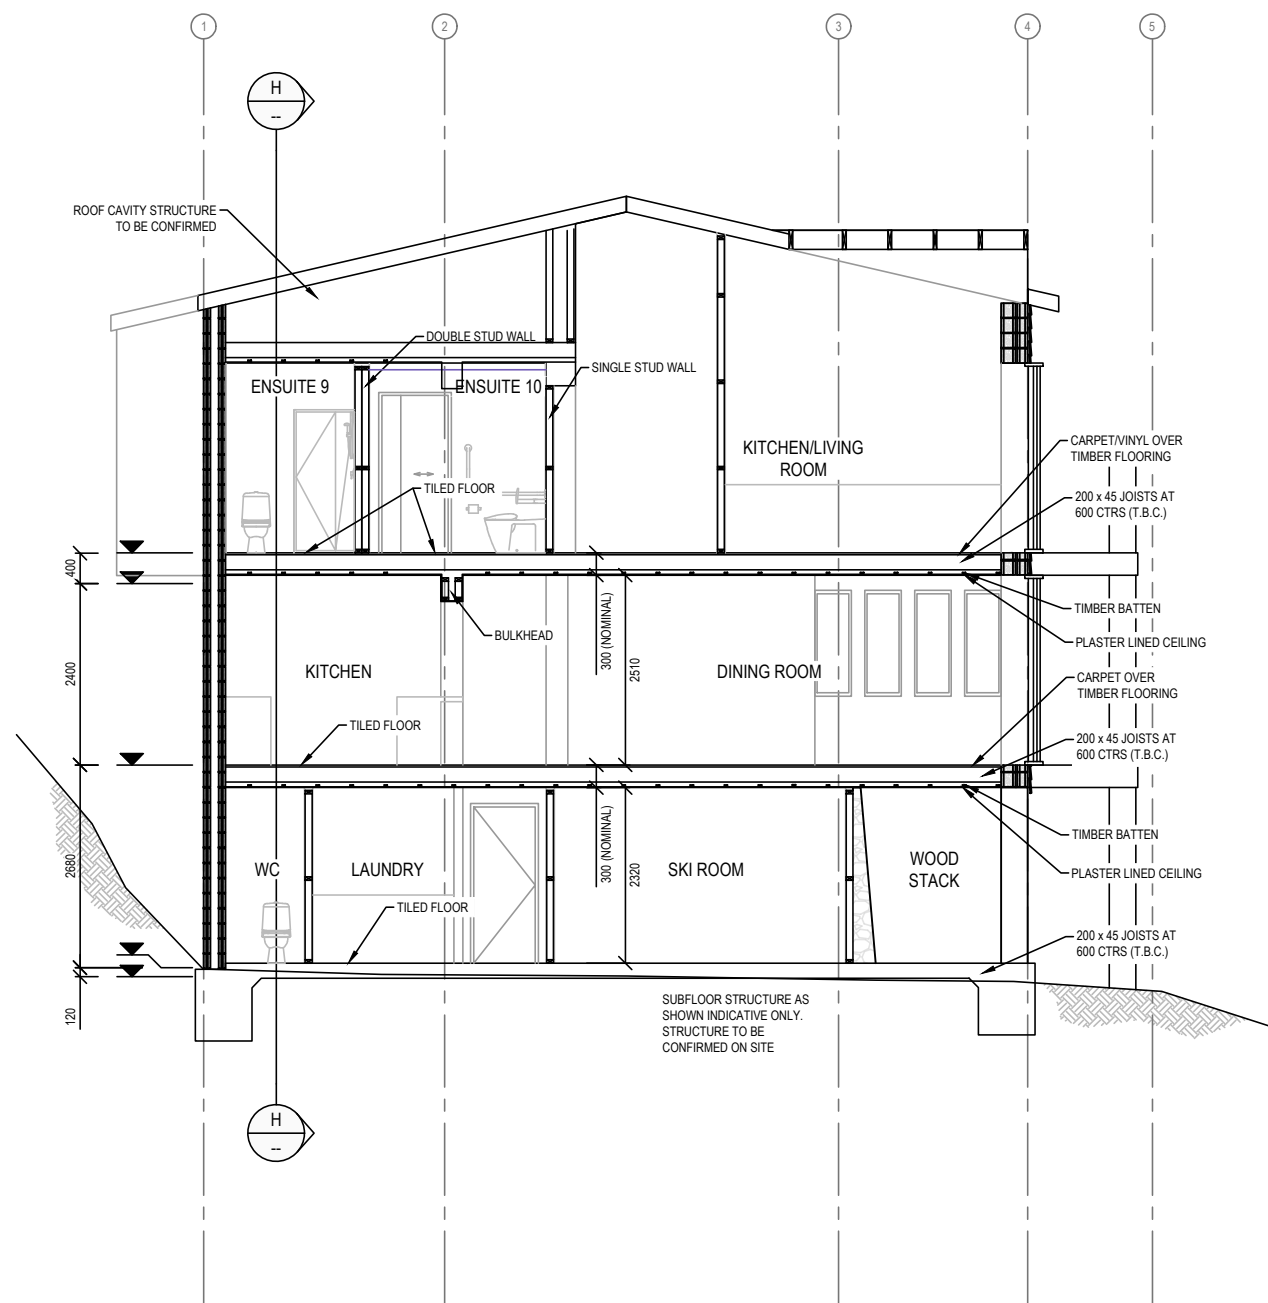 1
2
3
4
5
H
--
ROOF CAVITY STRUCTURE
TO BE CONFIRMED
DOUBLE STUD WALL
SINGLE STUD WALL
ENSUITE 9
ENSUITE 10
KITCHEN/LIVING
ROOM
CARPET/VINYL OVER
TIMBER FLOORING
TILED FLOOR
200 x 45 JOISTS AT
600 CTRS (T.B.C.)
400
2400
2680
120
300 (NOMINAL)
2510
TIMBER BATTEN
BULKHEAD
PLASTER LINED CEILING
KITCHEN
DINING ROOM
CARPET OVER
TIMBER FLOORING
TILED FLOOR
200 x 45 JOISTS AT
600 CTRS (T.B.C.)
300 (NOMINAL)
2320
TIMBER BATTEN
WC
LAUNDRY
SKI ROOM
WOOD
STACK
PLASTER LINED CEILING
TILED FLOOR
200 x 45 JOISTS AT
600 CTRS (T.B.C.)
SUBFLOOR STRUCTURE AS
SHOWN INDICATIVE ONLY.
STRUCTURE TO BE
CONFIRMED ON SITE
H
--